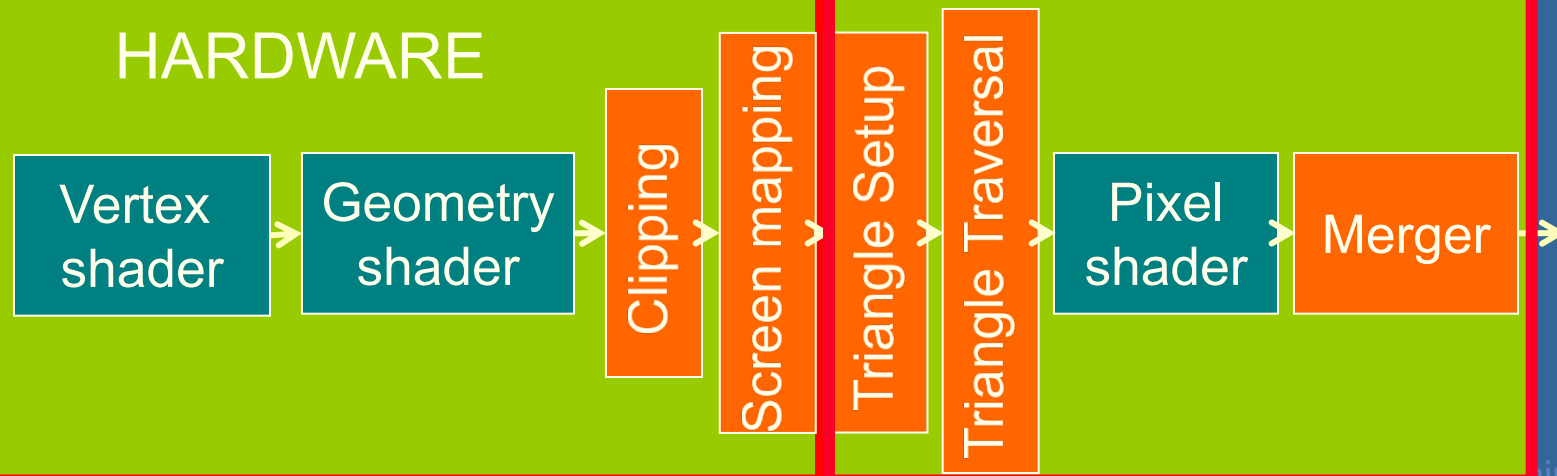 HARDWARE
Vertex
shader
Geometry
shader
Clipping
Screen mapping
Triangle Setup
Triangle Traversal
Pixel
shader
Merger